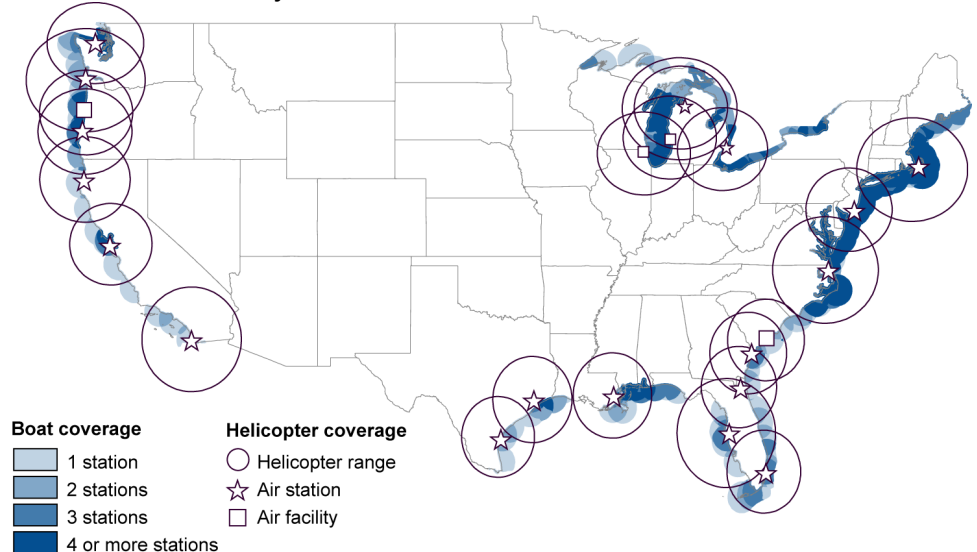 Boat coverage
1 station
2 stations
3 stations
4 or more stations
Helicopter coverage
Helicopter range
Air station
Air facility